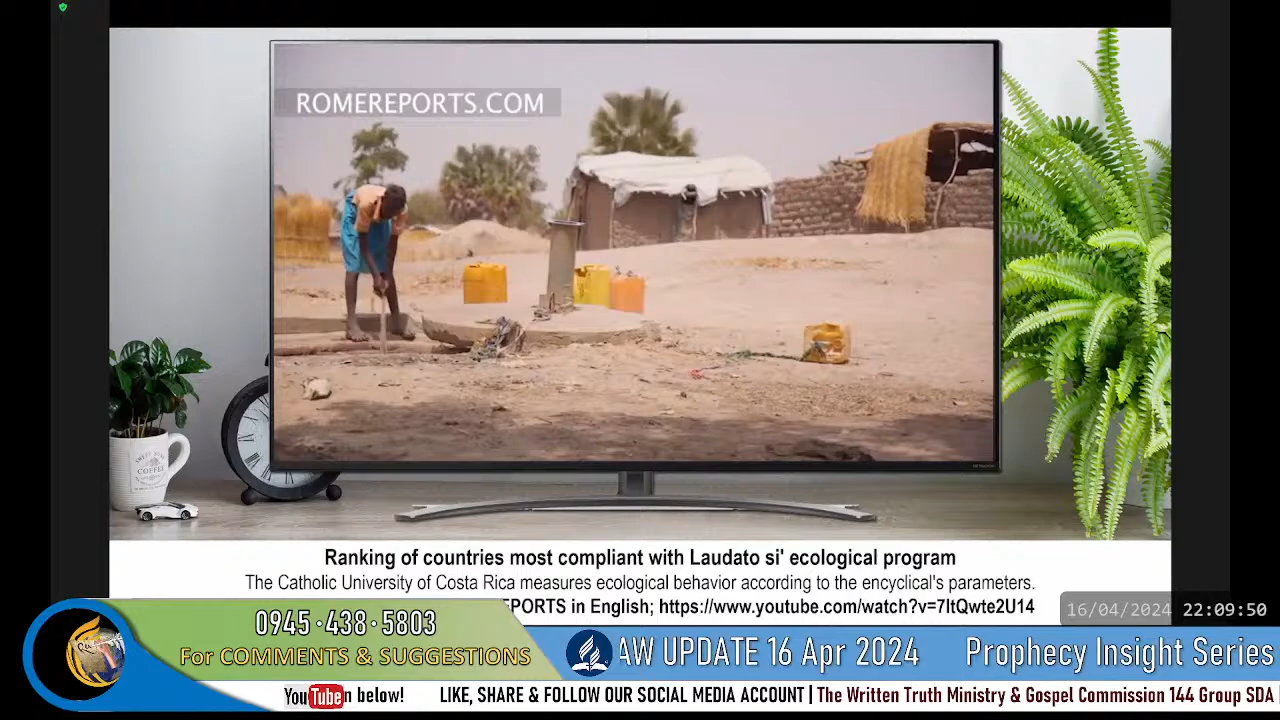 ROMEREPORTS.COM
COFFEE
Ranking of countries most compliant with Laudato si' ecological program
The Catholic University of Costa Rica measures ecological behavior according to the encyclical's parameters.
EPORTS in English; https://www.youtube.com/watch?v=7ItQwte2U14
16/04/2024 22:09:50
0945·438·5803
For COMMENTS & SUGGESTIONS
AW UPDATE 16 Apr 2024 Prophecy Insight Series
YouTube n below! LIKE, SHARE & FOLLOW OUR SOCIAL MEDIA ACCOUNT | The Written Truth Ministry & Gospel Commission 144 Group SDA